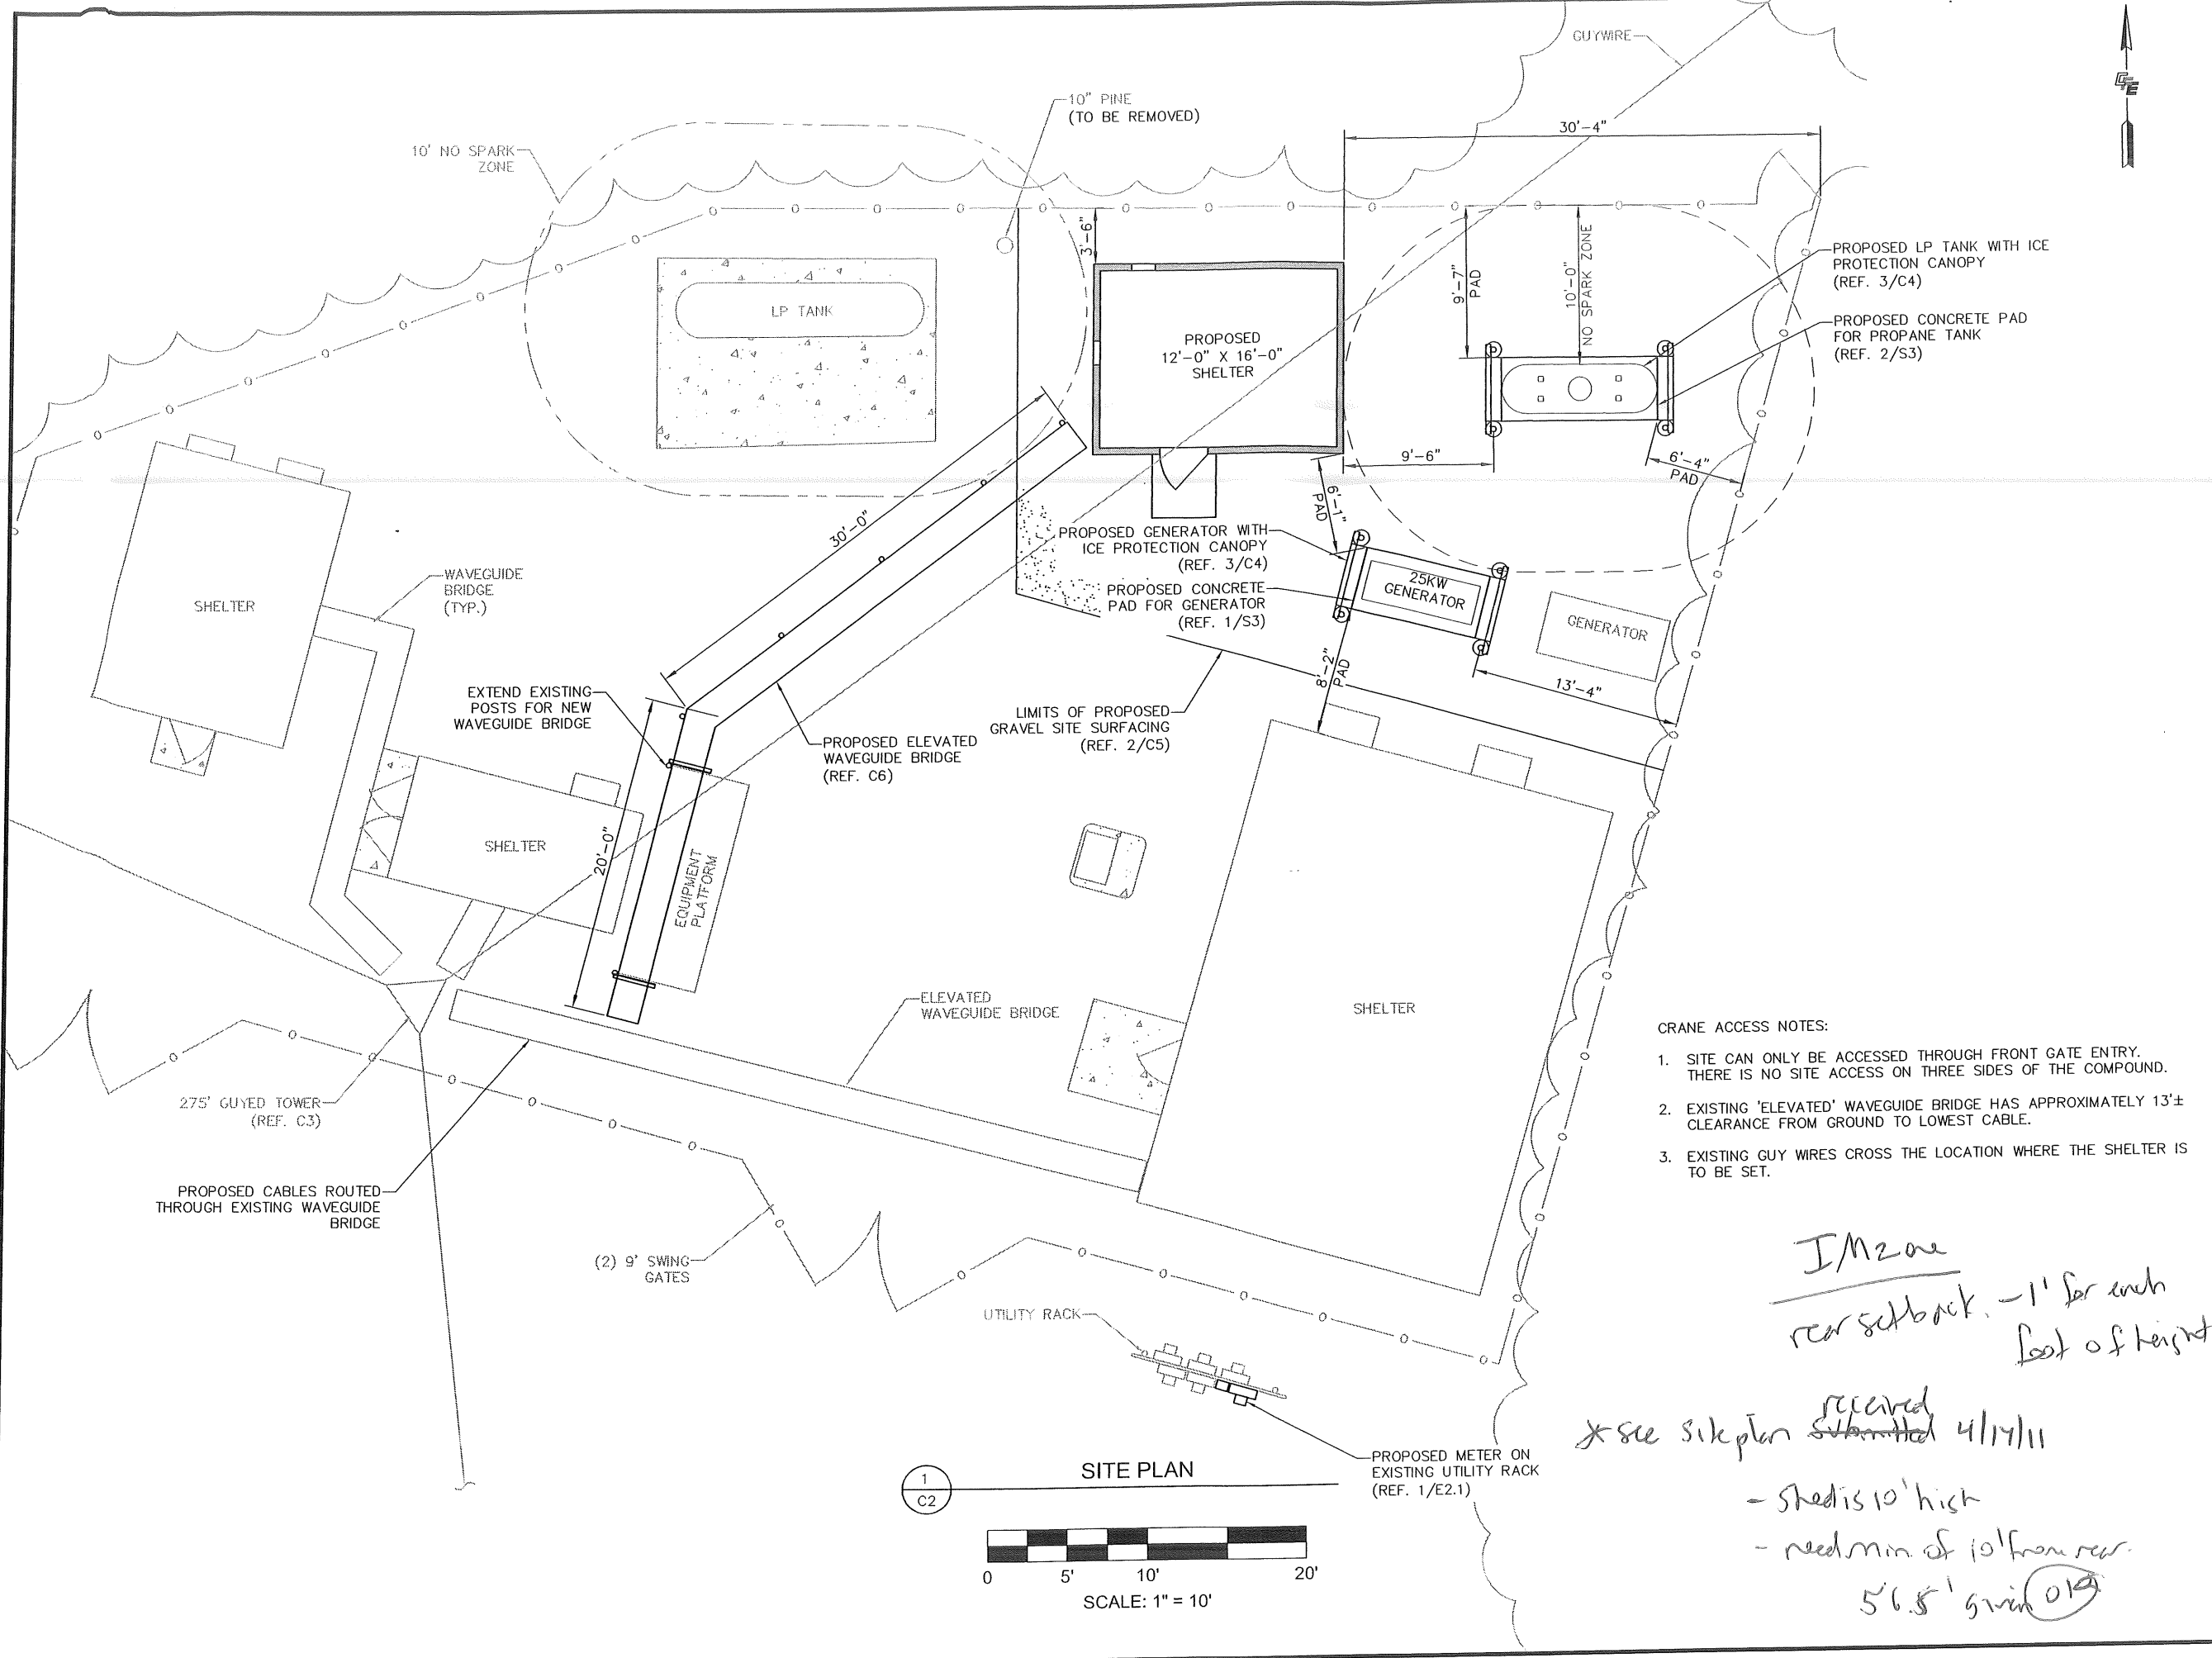 GUYWIRE
10" PINE
(TO BE REMOVED)
30'-4"
10' NO SPARK
ZONE
3'-6"
9'-7"
PAD
10'-0"
NO SPARK ZONE
PROPOSED LP TANK WITH ICE
PROTECTION CANOPY
(REF. 3/C4)
LP TANK
PROPOSED
12'-0" X 16'-0"
SHELTER
PROPOSED CONCRETE PAD
FOR PROPANE TANK
(REF. 2/S3)
9'-6"
6'-4"
PAD
6'-1"
PAD
30'-0"
PROPOSED GENERATOR WITH
ICE PROTECTION CANOPY
(REF. 3/C4)
PROPOSED CONCRETE
PAD FOR GENERATOR
(REF. 1/S3)
25KW
GENERATOR
GENERATOR
SHELTER
WAVEGUIDE
BRIDGE
(TYP.)
8'-2"
PAD
13'-4"
EXTEND EXISTING
POSTS FOR NEW
WAVEGUIDE BRIDGE
LIMITS OF PROPOSED
GRAVEL SITE SURFACING
(REF. 2/C5)
PROPOSED ELEVATED
WAVEGUIDE BRIDGE
(REF. C6)
SHELTER
20'-0"
EQUIPMENT
PLATFORM
ELEVATED
WAVEGUIDE BRIDGE
SHELTER
275' GUYED TOWER
(REF. C3)
CRANE ACCESS NOTES:
1. SITE CAN ONLY BE ACCESSED THROUGH FRONT GATE ENTRY.
THERE IS NO SITE ACCESS ON THREE SIDES OF THE COMPOUND.
2. EXISTING 'ELEVATED' WAVEGUIDE BRIDGE HAS APPROXIMATELY 13'±
CLEARANCE FROM GROUND TO LOWEST CABLE.
3. EXISTING GUY WIRES CROSS THE LOCATION WHERE THE SHELTER IS
TO BE SET.
PROPOSED CABLES ROUTED
THROUGH EXISTING WAVEGUIDE
BRIDGE
(2) 9' SWING
GATES
UTILITY RACK
IM zone
rear setback. - 1' for each
foot of height
received
* see site plan submitted 4/14/11
- shed is 10' high
- need min. of 10' from rear.
56.5' given OK
PROPOSED METER ON
EXISTING UTILITY RACK
(REF. 1/E2.1)
1
C2
SITE PLAN
0 5' 10' 20'
SCALE: 1" = 10'